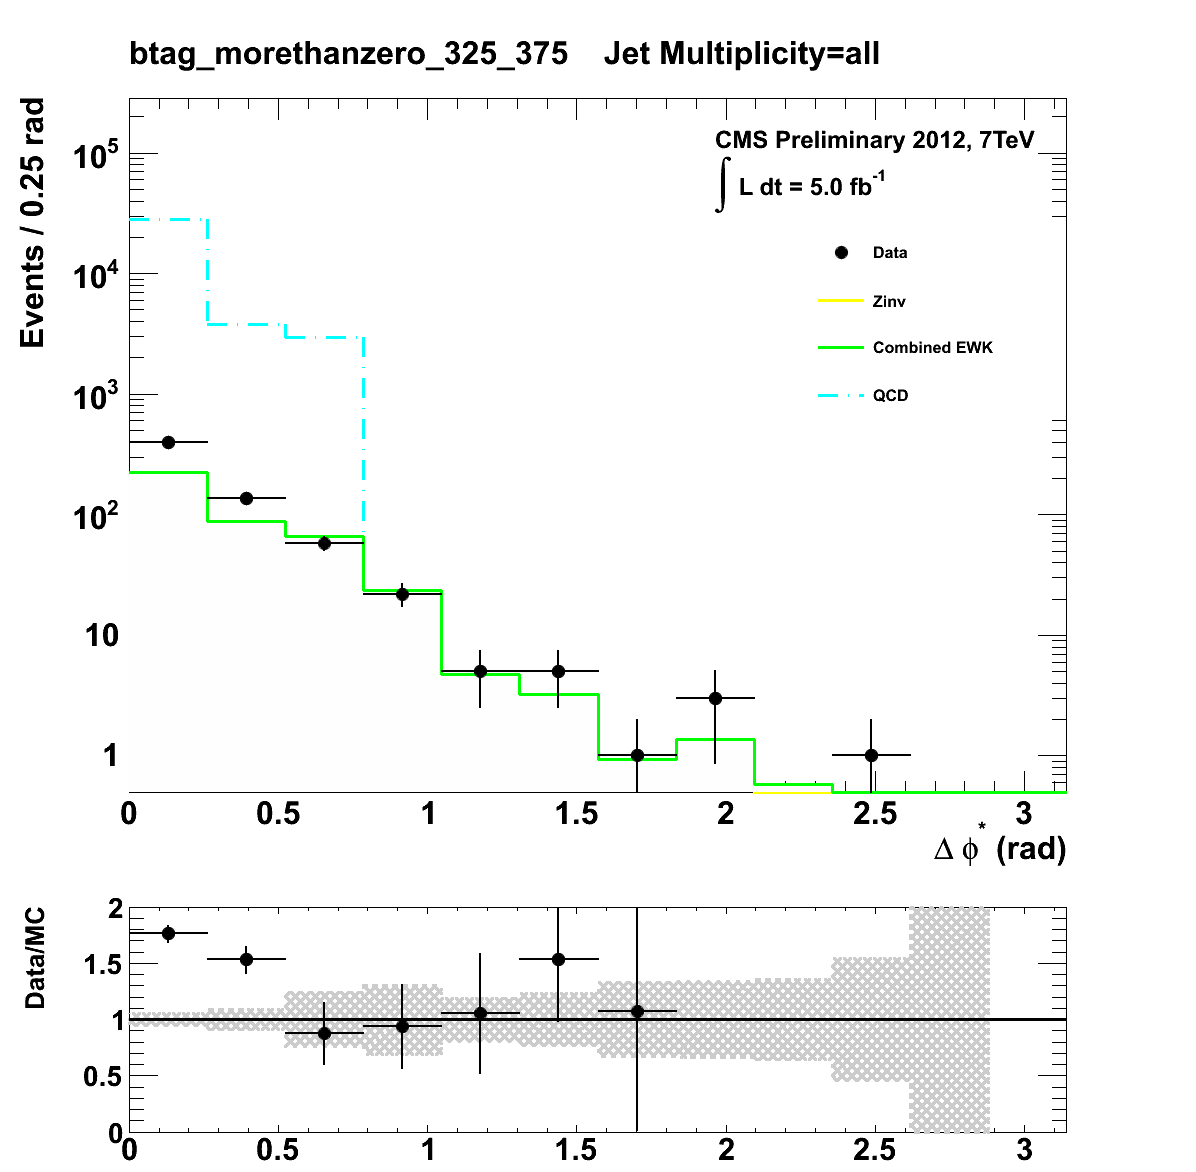 btag_morethanzero_325_375 Jet Multiplicity=all
Events / 0.25 rad
CMS Preliminary 2012, 7TeV
∫ L dt = 5.0 fb⁻¹
Data
Zinv
Combined EWK
QCD
10⁵
10⁴
10³
10²
10
1
0 0.5 1 1.5 2 2.5 3
Δ ϕ* (rad)
Data/MC
2
1.5
1
0.5
0
0 0.5 1 1.5 2 2.5 3